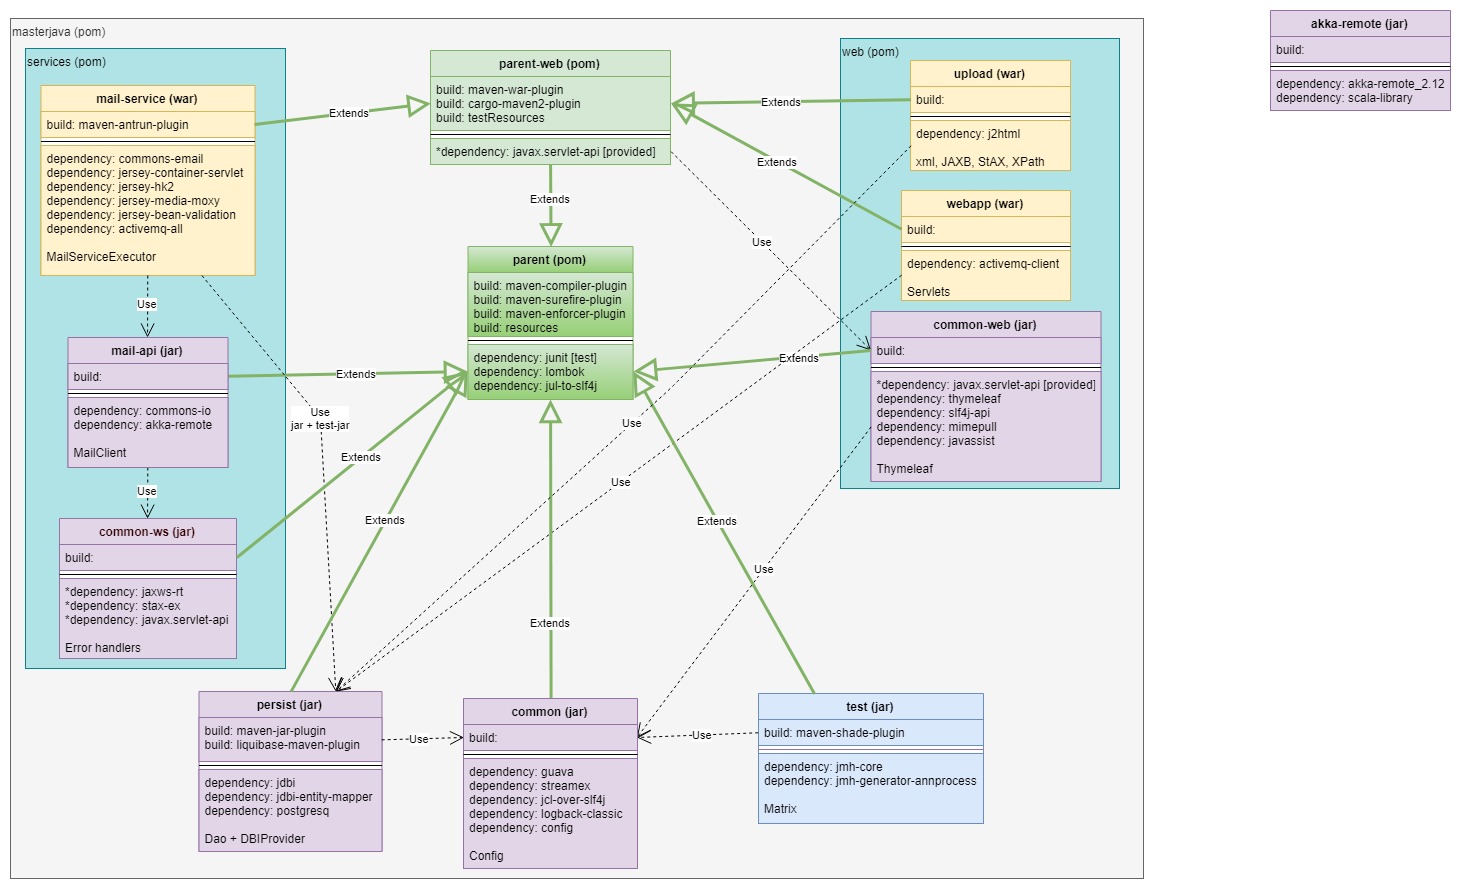 masterjava (pom)
services (pom)
mail-service (war)
build: maven-antrun-plugin
dependency: commons-email
dependency: jersey-container-servlet
dependency: jersey-hk2
dependency: jersey-media-moxy
dependency: jersey-bean-validation
dependency: activemq-all
MailServiceExecutor
Use
mail-api (jar)
build:
dependency: commons-io
dependency: akka-remote
MailClient
Use
common-ws (jar)
build:
*dependency: jaxws-rt
*dependency: stax-ex
*dependency: javax.servlet-api
Error handlers
Extends
parent-web (pom)
build: maven-war-plugin
build: cargo-maven2-plugin
build: testResources
*dependency: javax.servlet-api [provided]
Extends
parent (pom)
build: maven-compiler-plugin
build: maven-surefire-plugin
build: maven-enforcer-plugin
build: resources
dependency: junit [test]
dependency: lombok
dependency: jul-to-slf4j
Extends
Use
jar + test-jar
Extends
Extends
Extends
Extends
Extends
Extends
Extends
Use
Extends
Use
Use
Use
web (pom)
upload (war)
build:
dependency: j2html
xml, JAXB, StAX, XPath
webapp (war)
build:
dependency: activemq-client
Servlets
common-web (jar)
build:
*dependency: javax.servlet-api [provided]
dependency: thymeleaf
dependency: slf4j-api
dependency: mimepull
dependency: javassist
Thymeleaf
persist (jar)
build: maven-jar-plugin
build: liquibase-maven-plugin
dependency: jdbi
dependency: jdbi-entity-mapper
dependency: postgresq
Dao + DBIProvider
Use
common (jar)
build:
dependency: guava
dependency: streamex
dependency: jcl-over-slf4j
dependency: logback-classic
dependency: config
Config
Use
test (jar)
build: maven-shade-plugin
dependency: jmh-core
dependency: jmh-generator-annprocess
Matrix
akka-remote (jar)
build:
dependency: akka-remote_2.12
dependency: scala-library